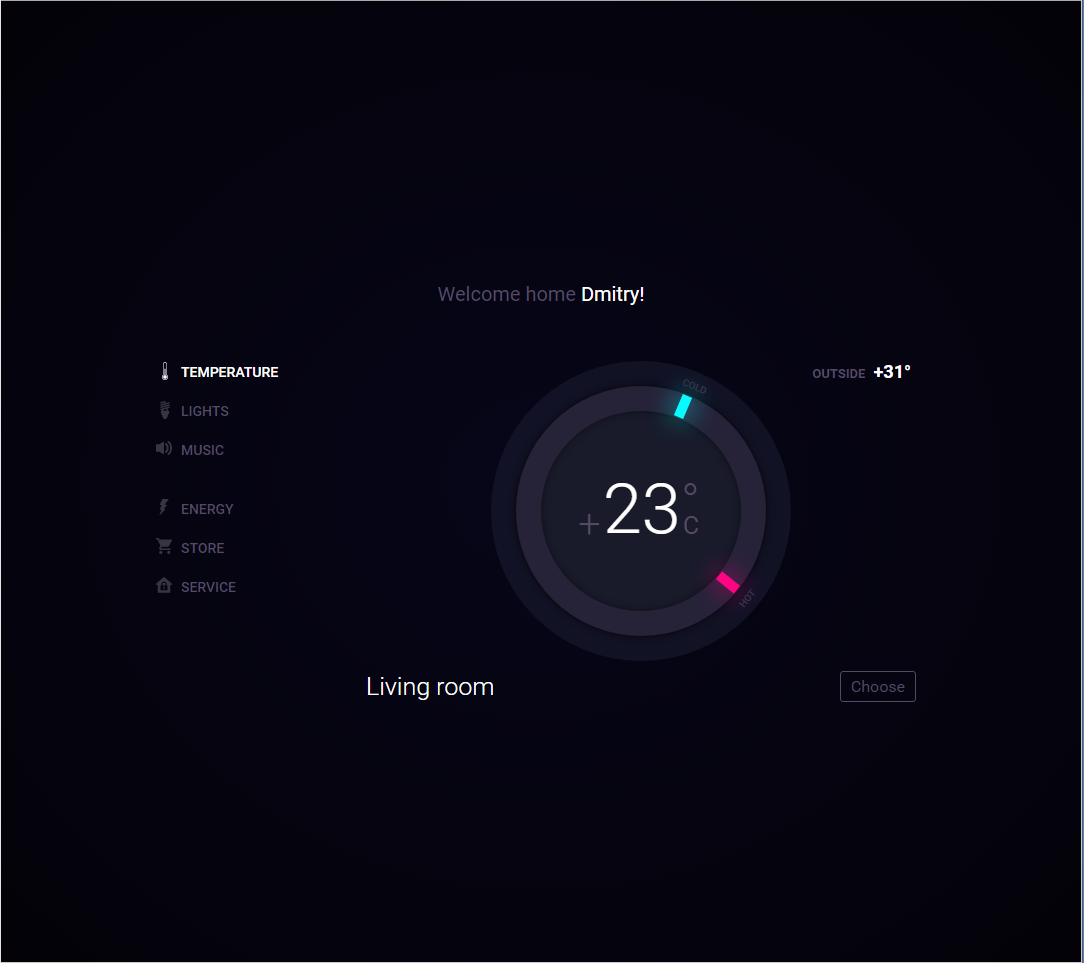 Welcome home Dmitry!
TEMPERATURE
LIGHTS
MUSIC
ENERGY
STORE
SERVICE
COLD
+23°C
HOT
OUTSIDE +31°
Living room
Choose